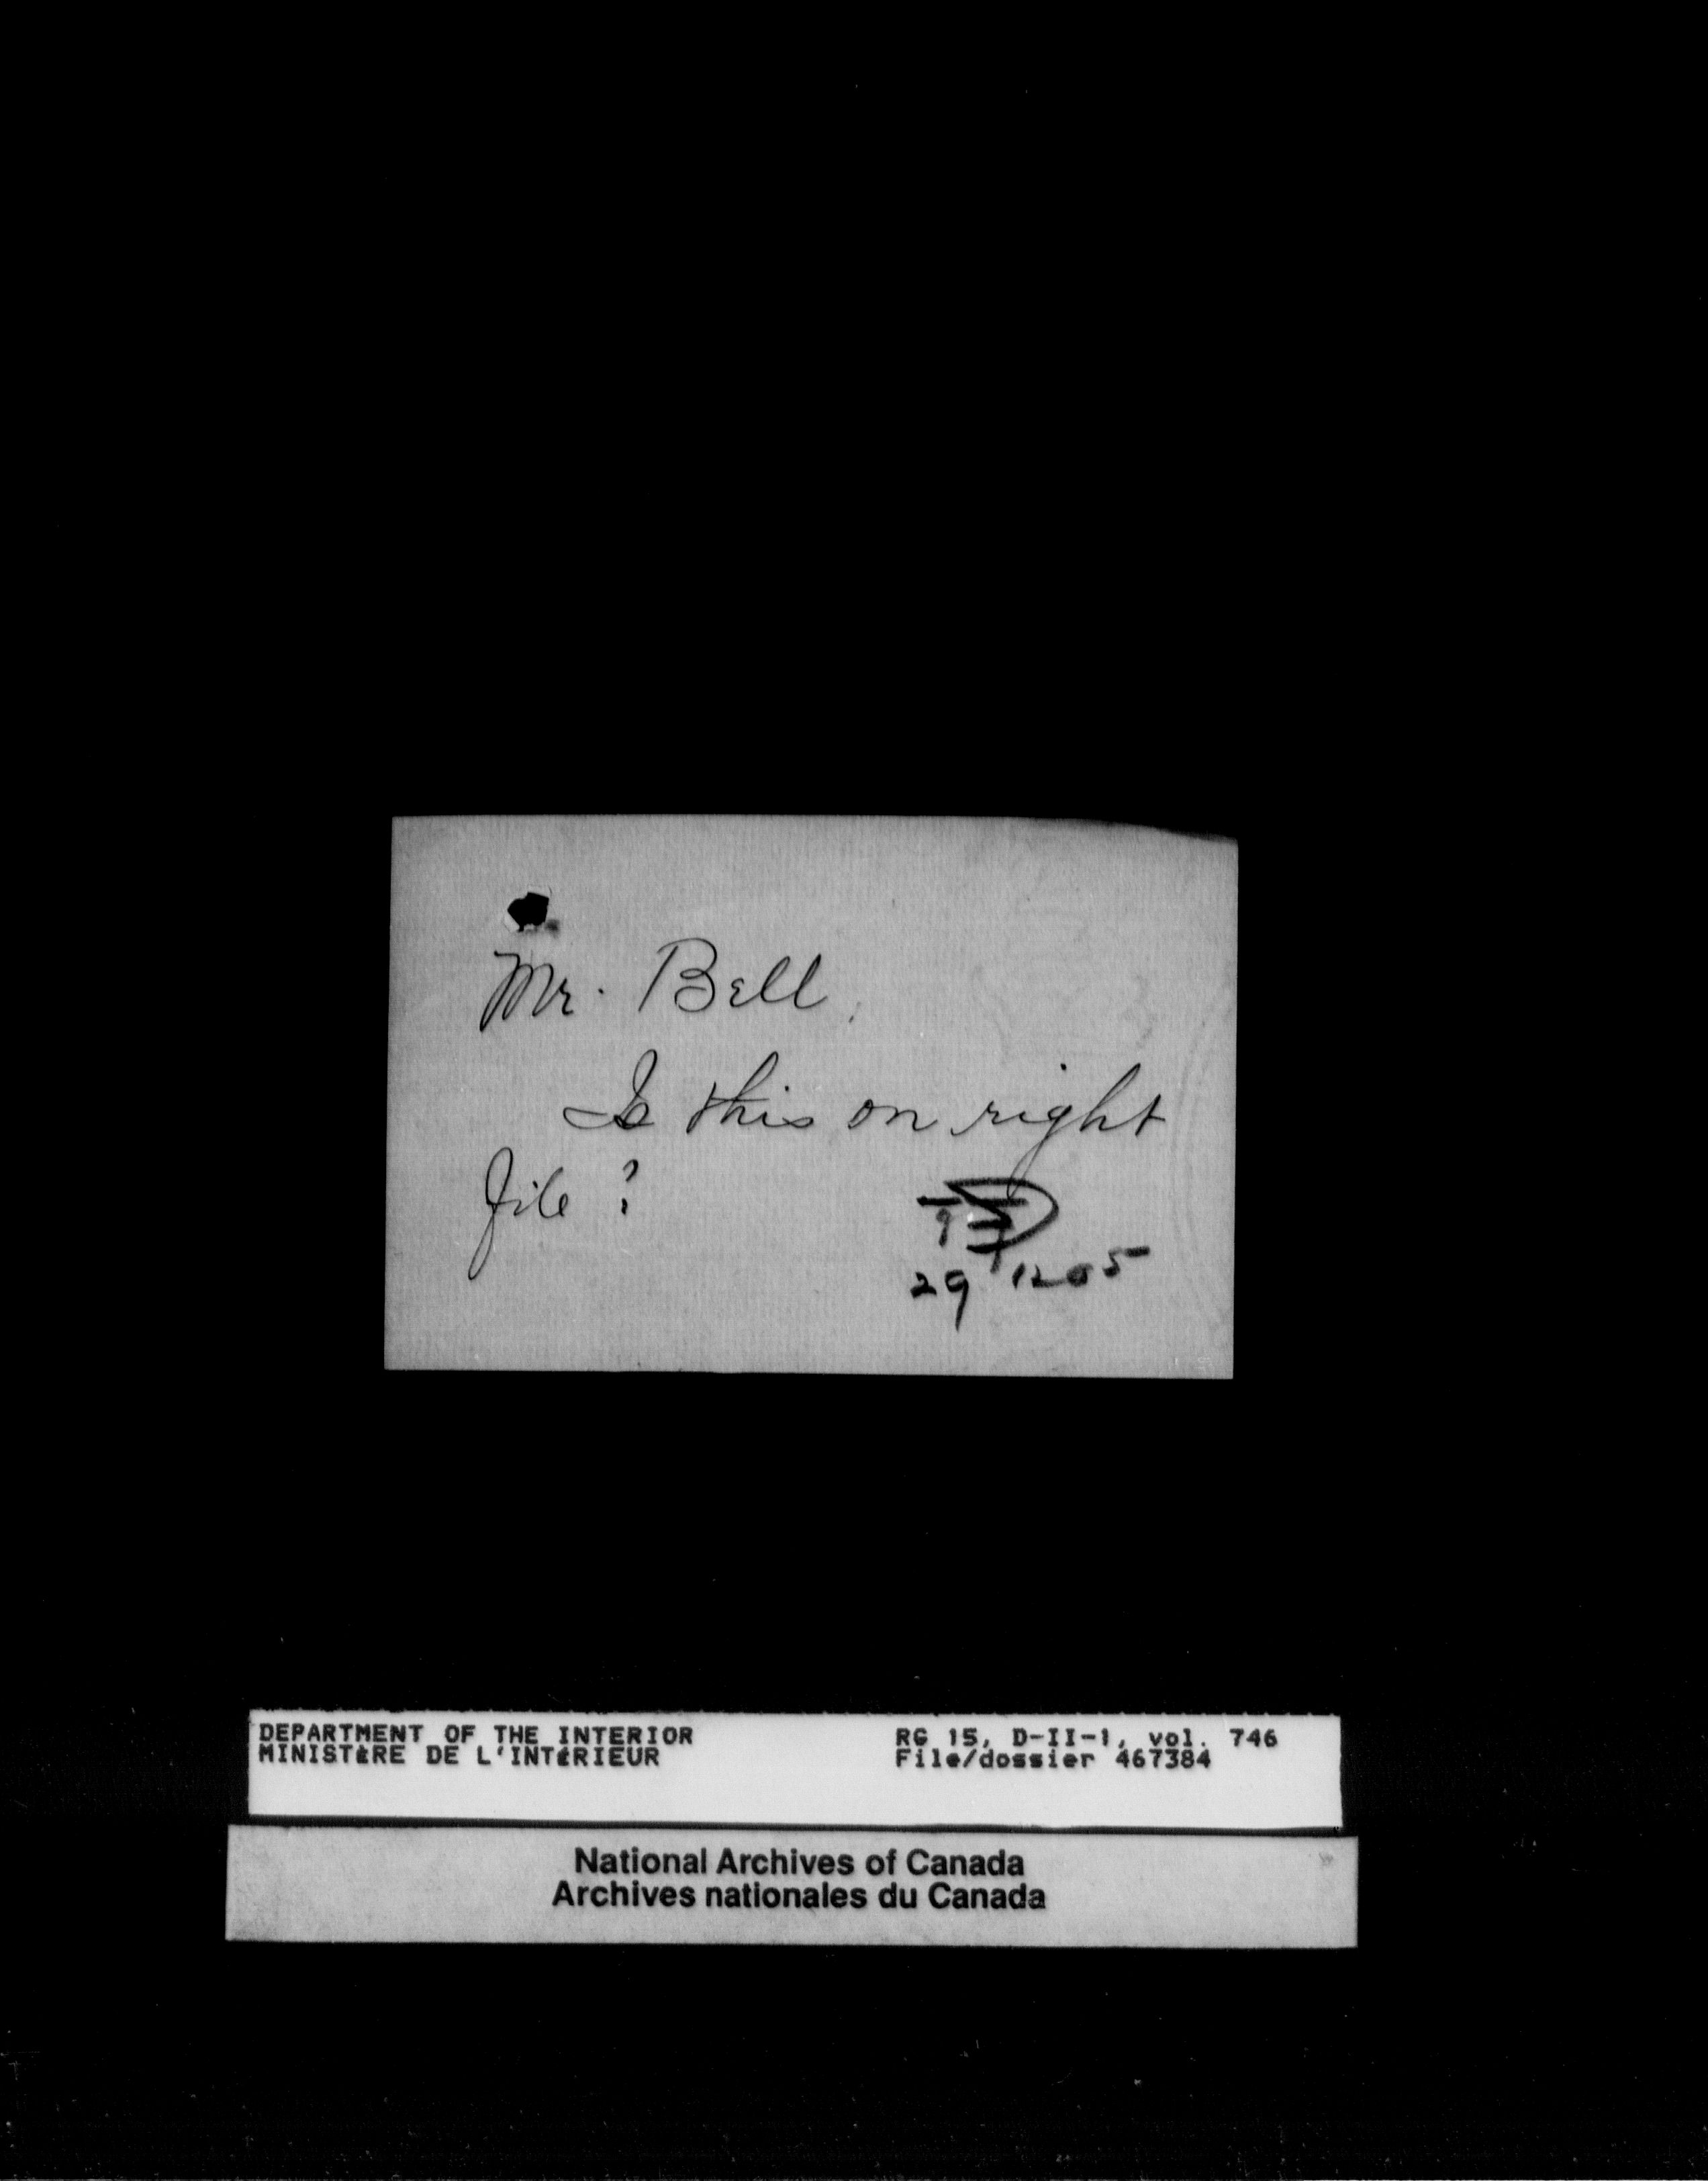 Mr. Bell.
Is this on right
file ?
29 12 05
DEPARTMENT OF THE INTERIOR
MINISTÈRE DE L'INTÉRIEUR
RG 15, D-II-1, vol. 746
File/dossier 467384
National Archives of Canada
Archives nationales du Canada